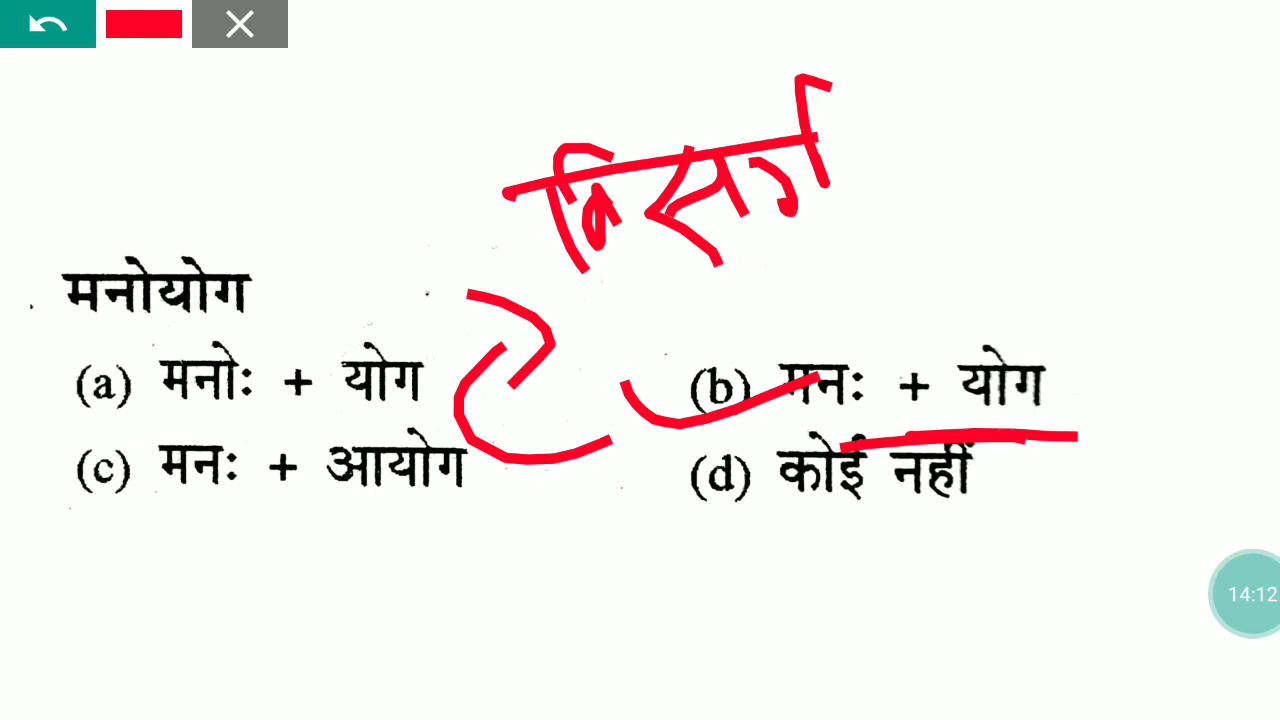 विसर्ग
मनोयोग
(a) मनोः + योग (b) मनः + योग
(c) मनः + आयोग (d) कोई नहीं
14:12